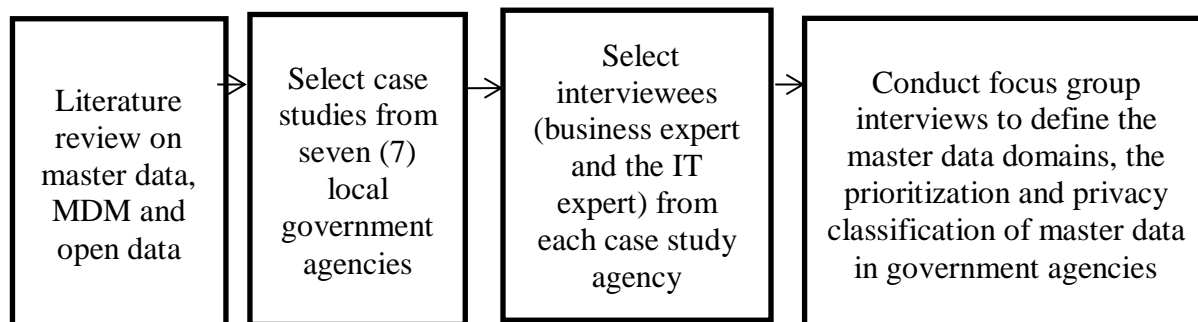 Literature
review on
master data,
MDM and
open data
Select case
studies from
seven (7)
local
government
agencies
Select
interviewees
(business expert
and the IT
expert) from
each case study
agency
Conduct focus group
interviews to define the
master data domains, the
prioritization and privacy
classification of master data
in government agencies